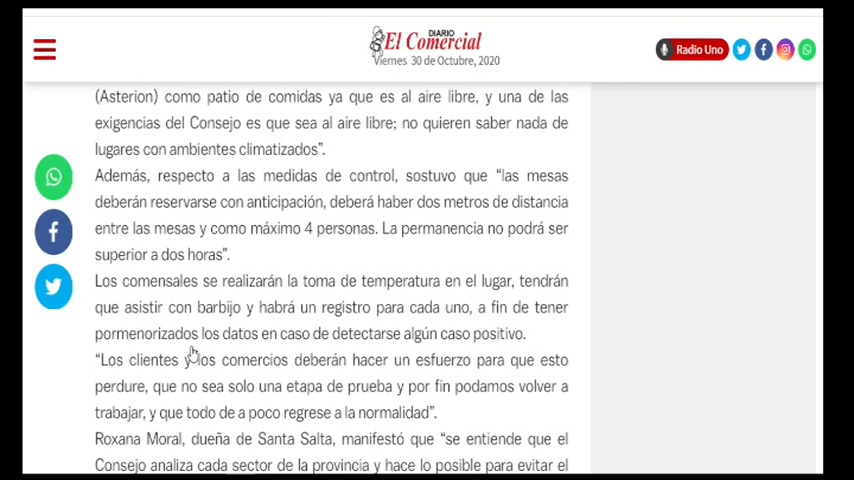 DIARIO
El Comercial
Viernes 30 de Octubre, 2020
Radio Uno
(Asterion) como patio de comidas ya que es al aire libre, y una de las
exigencias del Consejo es que sea al aire libre; no quieren saber nada de
lugares con ambientes climatizados”.
Además, respecto a las medidas de control, sostuvo que “las mesas
deberán reservarse con anticipación, deberá haber dos metros de distancia
entre las mesas y como máximo 4 personas. La permanencia no podrá ser
superior a dos horas”.
Los comensales se realizarán la toma de temperatura en el lugar, tendrán
que asistir con barbijo y habrá un registro para cada uno, a fin de tener
pormenorizados los datos en caso de detectarse algún caso positivo.
“Los clientes y los comercios deberán hacer un esfuerzo para que esto
perdure, que no sea solo una etapa de prueba y por fin podamos volver a
trabajar, y que todo de a poco regrese a la normalidad”.
Roxana Moral, dueña de Santa Salta, manifestó que “se entiende que el
Consejo analiza cada sector de la provincia y hace lo posible para evitar el